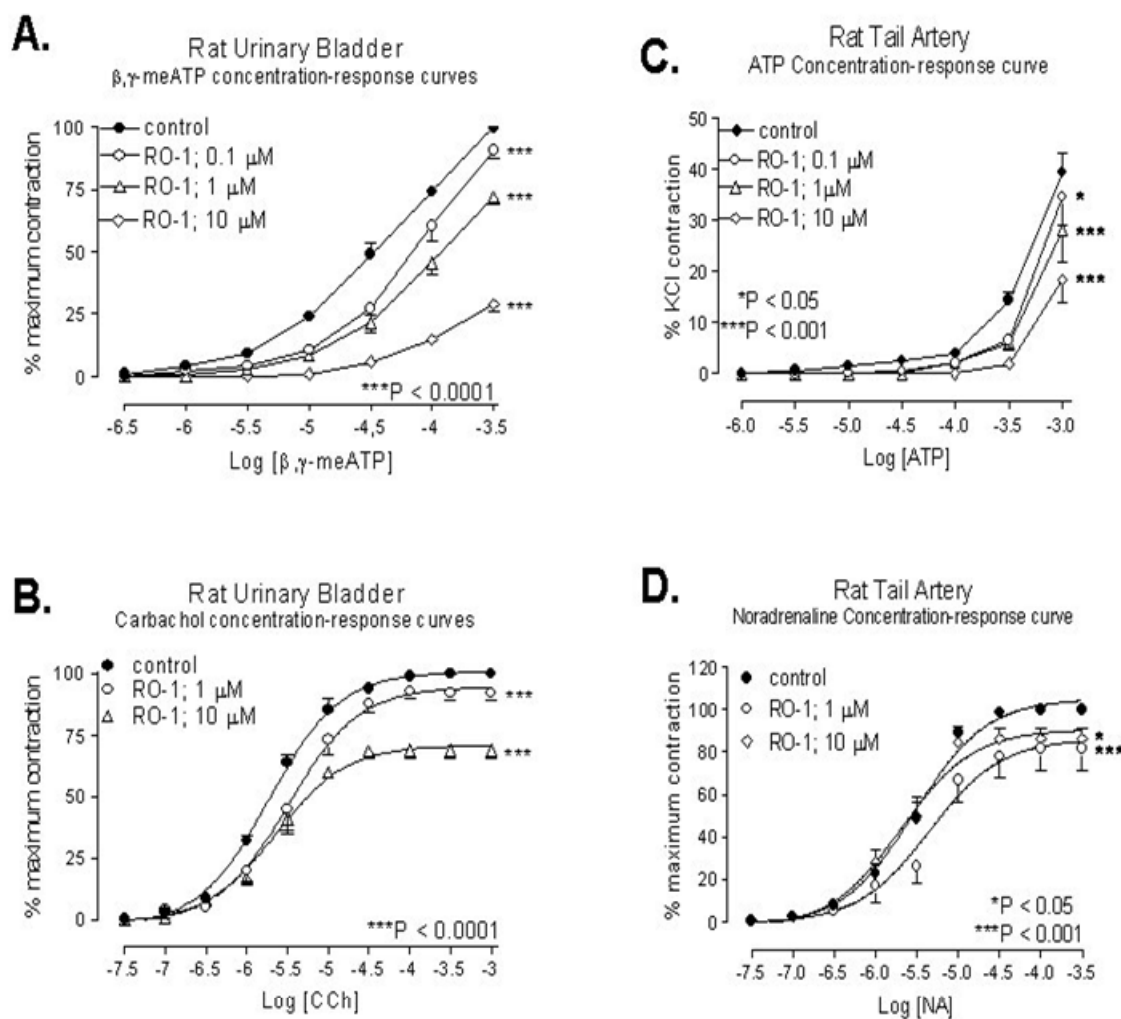 A.
Rat Urinary Bladder
β,γ-meATP concentration-response curves
control
RO-1; 0.1 μM
RO-1; 1 μM
RO-1; 10 μM
100
75
50
25
0
% maximum contraction
***
***
***
***P < 0.0001
-6.5 -6 -5.5 -5 -4,5 -4 -3.5
Log [β,γ-meATP]
C.
Rat Tail Artery
ATP Concentration-response curve
control
RO-1; 0.1 μM
RO-1; 1μM
RO-1; 10 μM
50
40
30
20
10
0
% KCl contraction
*
***
***
*P < 0.05
***P < 0.001
-6.0 -5.5 -5.0 -4.5 -4.0 -3.5 -3.0
Log [ATP]
B.
Rat Urinary Bladder
Carbachol concentration-response curves
control
RO-1; 1 μM
RO-1; 10 μM
100
75
50
25
0
% maximum contraction
***
***
***P < 0.0001
-7.5 -7 -6.5 -6 -5.5 -5 -4.5 -4 -3.5 -3
Log [CCh]
D.
Rat Tail Artery
Noradrenaline Concentration-response curve
control
RO-1; 1 μM
RO-1; 10 μM
120
100
80
60
40
20
0
% maximum contraction
*
***
*P < 0.05
***P < 0.001
-7.5 -7.0 -6.5 -6.0 -5.5 -5.0 -4.5 -4.0 -3.5
Log [NA]